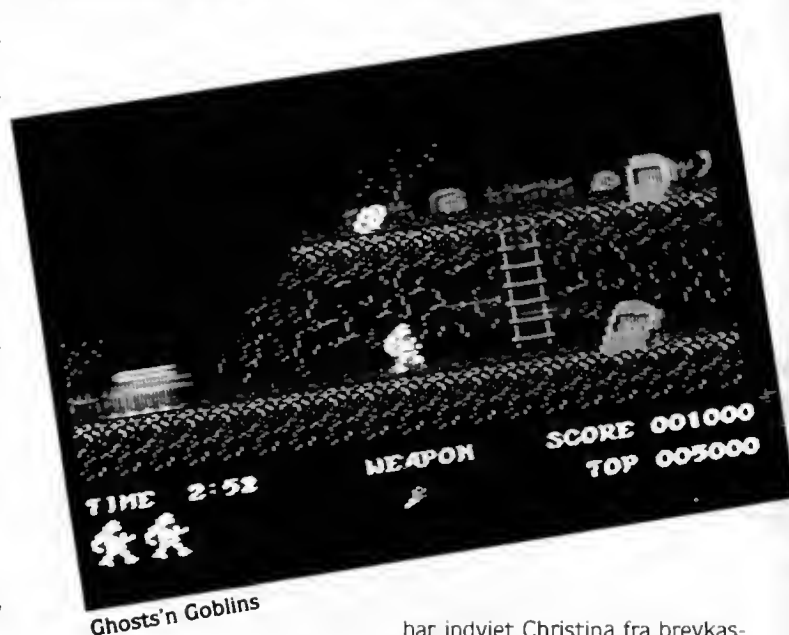 TIME 2:52
WEAPON
SCORE 001000
TOP 005000
Ghosts'n Goblins
har indviet Christina fra brevkas-